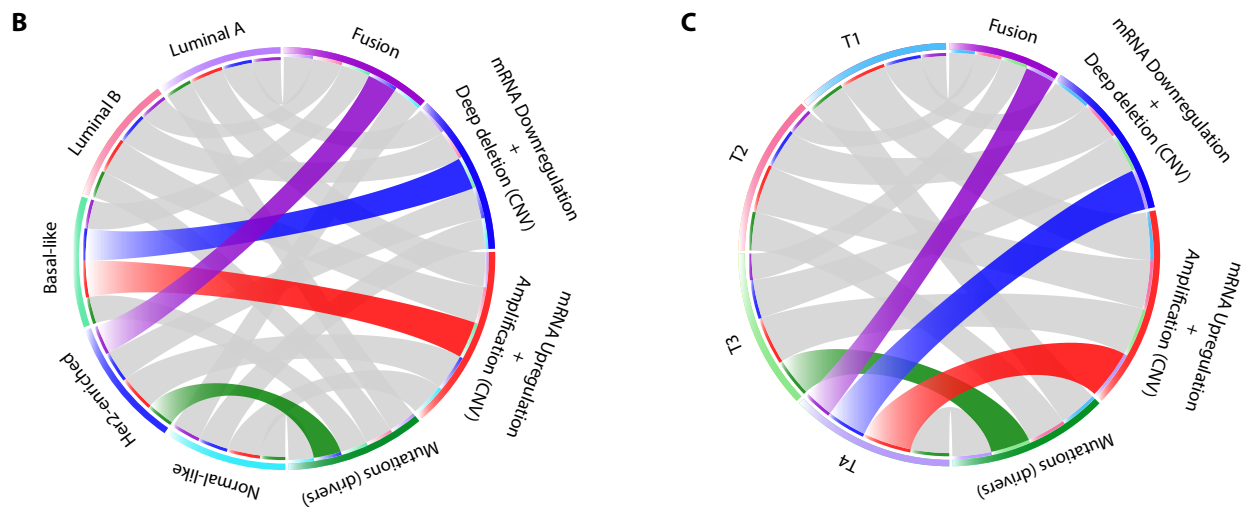 B
Luminal A
Fusion
mRNA Downregulation
+
Deep deletion (CNV)
mRNA Upregulation
+
Amplification (CNV)
Mutations (drivers)
Normal-like
Her2-enriched
Basal-like
Luminal B
C
T1
Fusion
mRNA Downregulation
+
Deep deletion (CNV)
mRNA Upregulation
+
Amplification (CNV)
Mutations (drivers)
T4
T3
T2